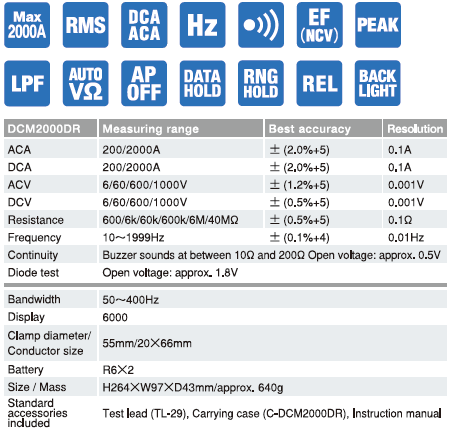 Max 2000A RMS DCA ACA Hz EF (NCV) PEAK
LPF AUTO VΩ AP OFF DATA HOLD RNG HOLD REL BACK LIGHT
DCM2000DR Measuring range Best accuracy Resolution
ACA 200/2000A ±(2.0%+5) 0.1A
DCA 200/2000A ±(2.0%+5) 0.1A
ACV 6/60/600/1000V ±(1.2%+5) 0.001V
DCV 6/60/600/1000V ±(0.5%+5) 0.001V
Resistance 600/6k/60k/600k/6M/40MΩ ±(0.5%+5) 0.1Ω
Frequency 10~1999Hz ±(0.1%+4) 0.01Hz
Continuity Buzzer sounds at between 10Ω and 200Ω Open voltage: approx. 0.5V
Diode test Open voltage: approx. 1.8V
Bandwidth 50~400Hz
Display 6000
Clamp diameter/
Conductor size 55mm/20×66mm
Battery R6×2
Size / Mass H264×W97×D43mm/approx. 640g
Standard
accessories
included Test lead (TL-29), Carrying case (C-DCM2000DR), Instruction manual